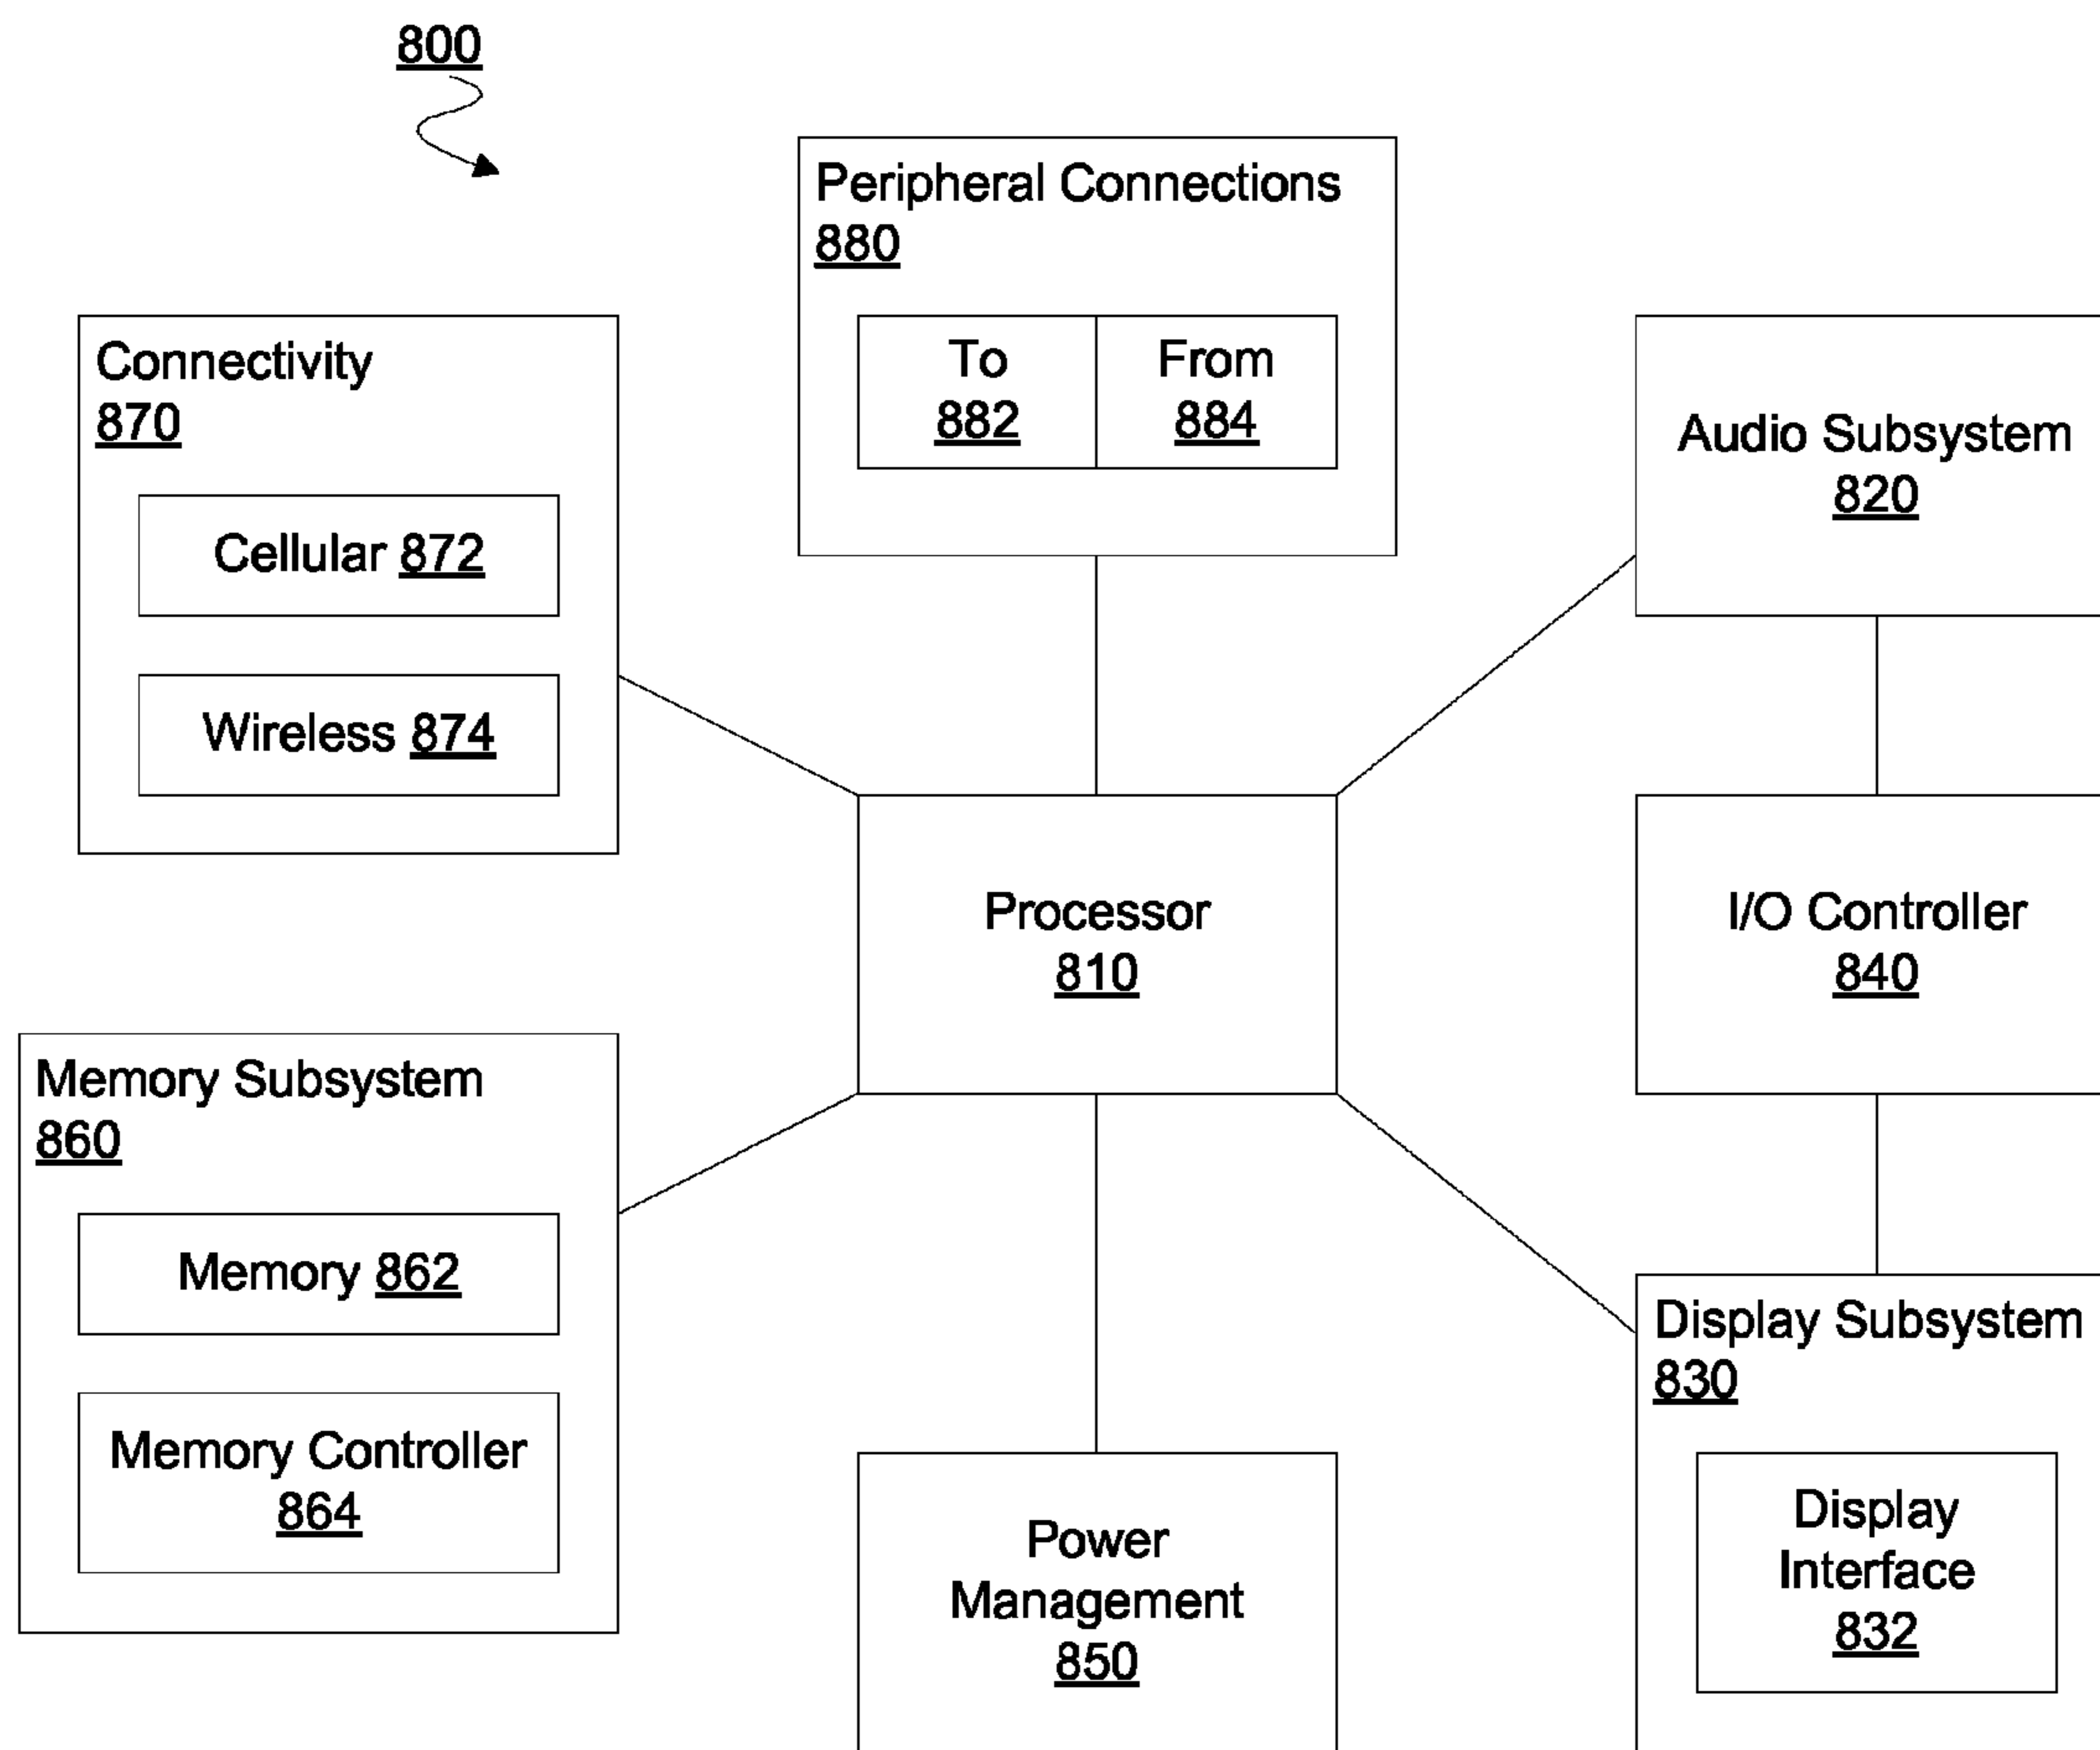 800
Peripheral Connections
880
To
882
From
884
Connectivity
870
Cellular 872
Wireless 874
Audio Subsystem
820
Processor
810
I/O Controller
840
Memory Subsystem
860
Memory 862
Memory Controller
864
Power
Management
850
Display Subsystem
830
Display
Interface
832